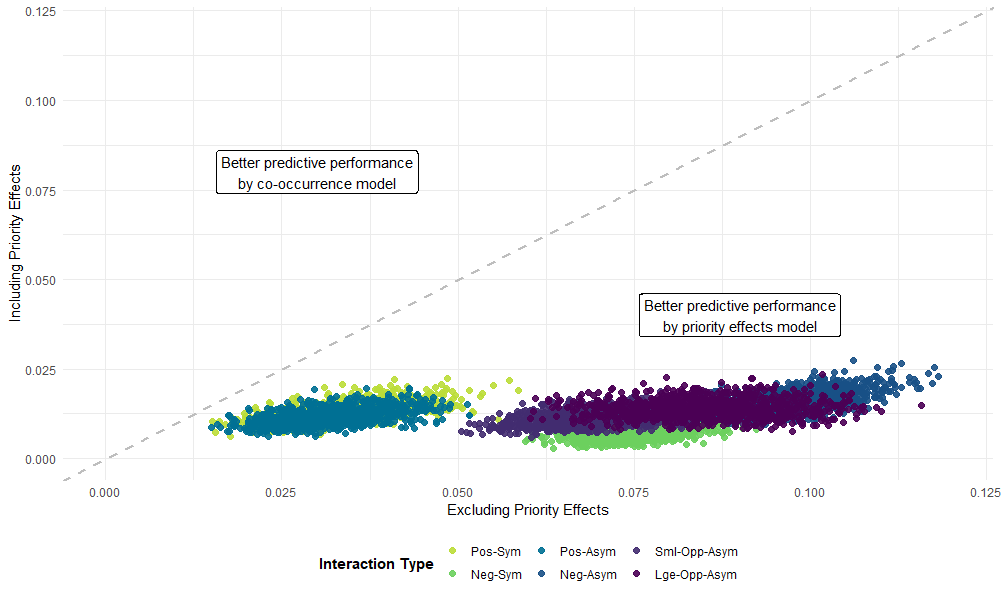 0.125
0.100
0.075
0.050
0.025
0.000
Including Priority Effects
Better predictive performance
by co-occurrence model
Better predictive performance
by priority effects model
0.000 0.025 0.050 0.075 0.100 0.125
Excluding Priority Effects
Interaction Type
Pos-Sym Pos-Asym Sml-Opp-Asym
Neg-Sym Neg-Asym Lge-Opp-Asym